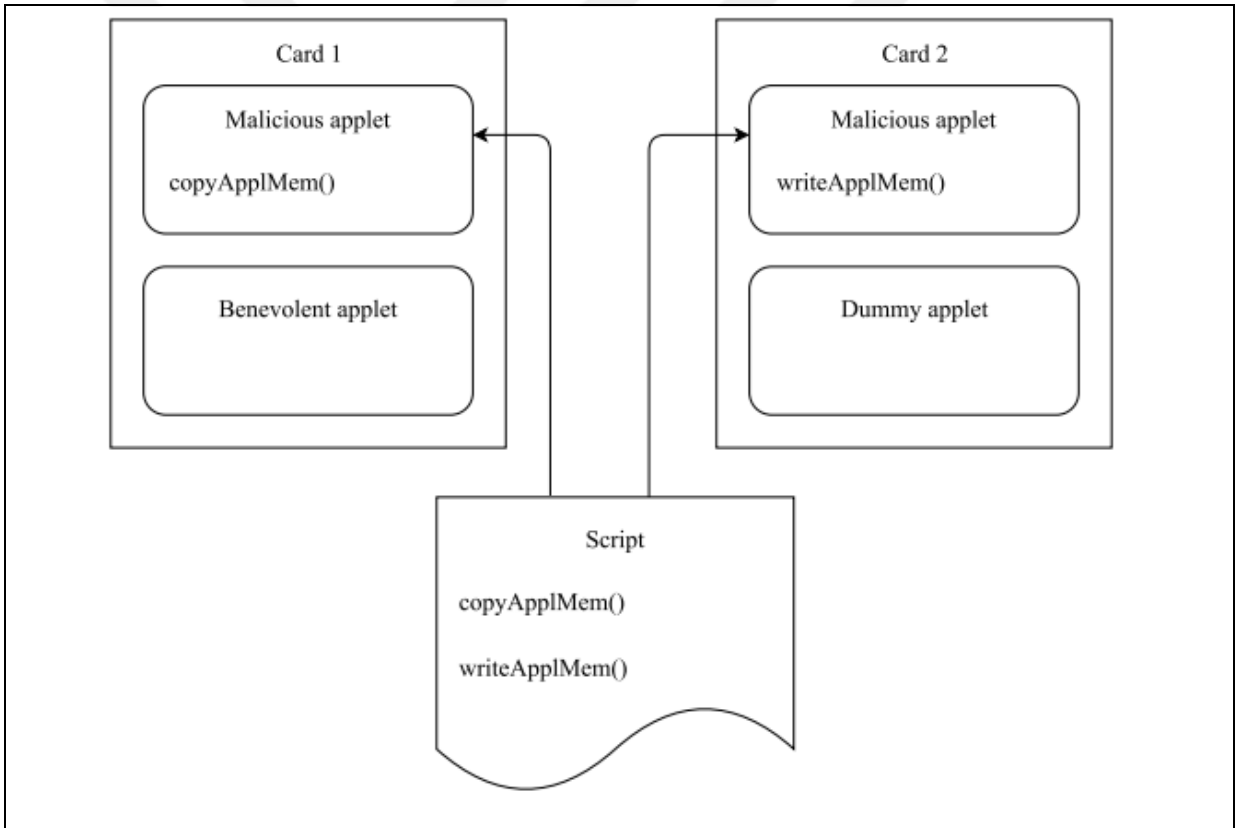 Card 1
Malicious applet
copyApplMem()
Benevolent applet
Card 2
Malicious applet
writeApplMem()
Dummy applet
Script
copyApplMem()
writeApplMem()